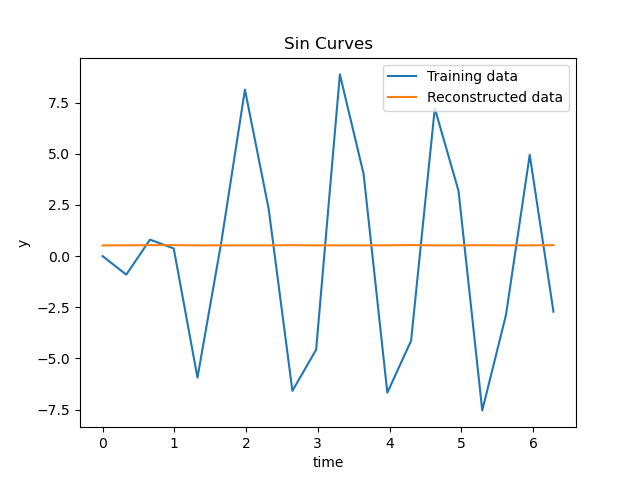 Sin Curves
Training data
Reconstructed data
7.5
5.0
2.5
0.0
−2.5
−5.0
−7.5
y
0 1 2 3 4 5 6
time